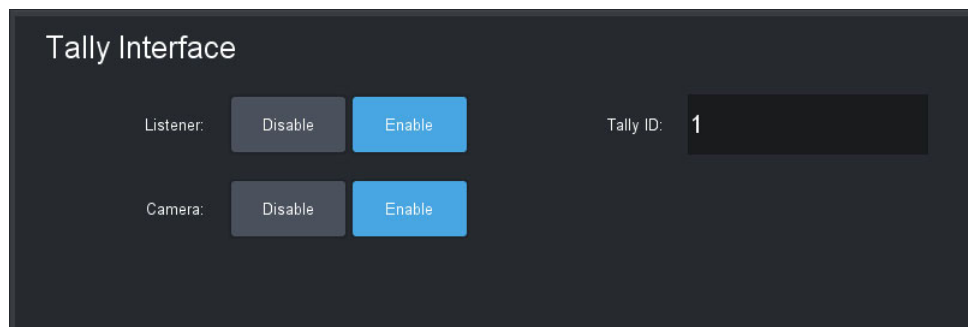 Tally Interface
Listener: Disable Enable Tally ID: 1
Camera: Disable Enable